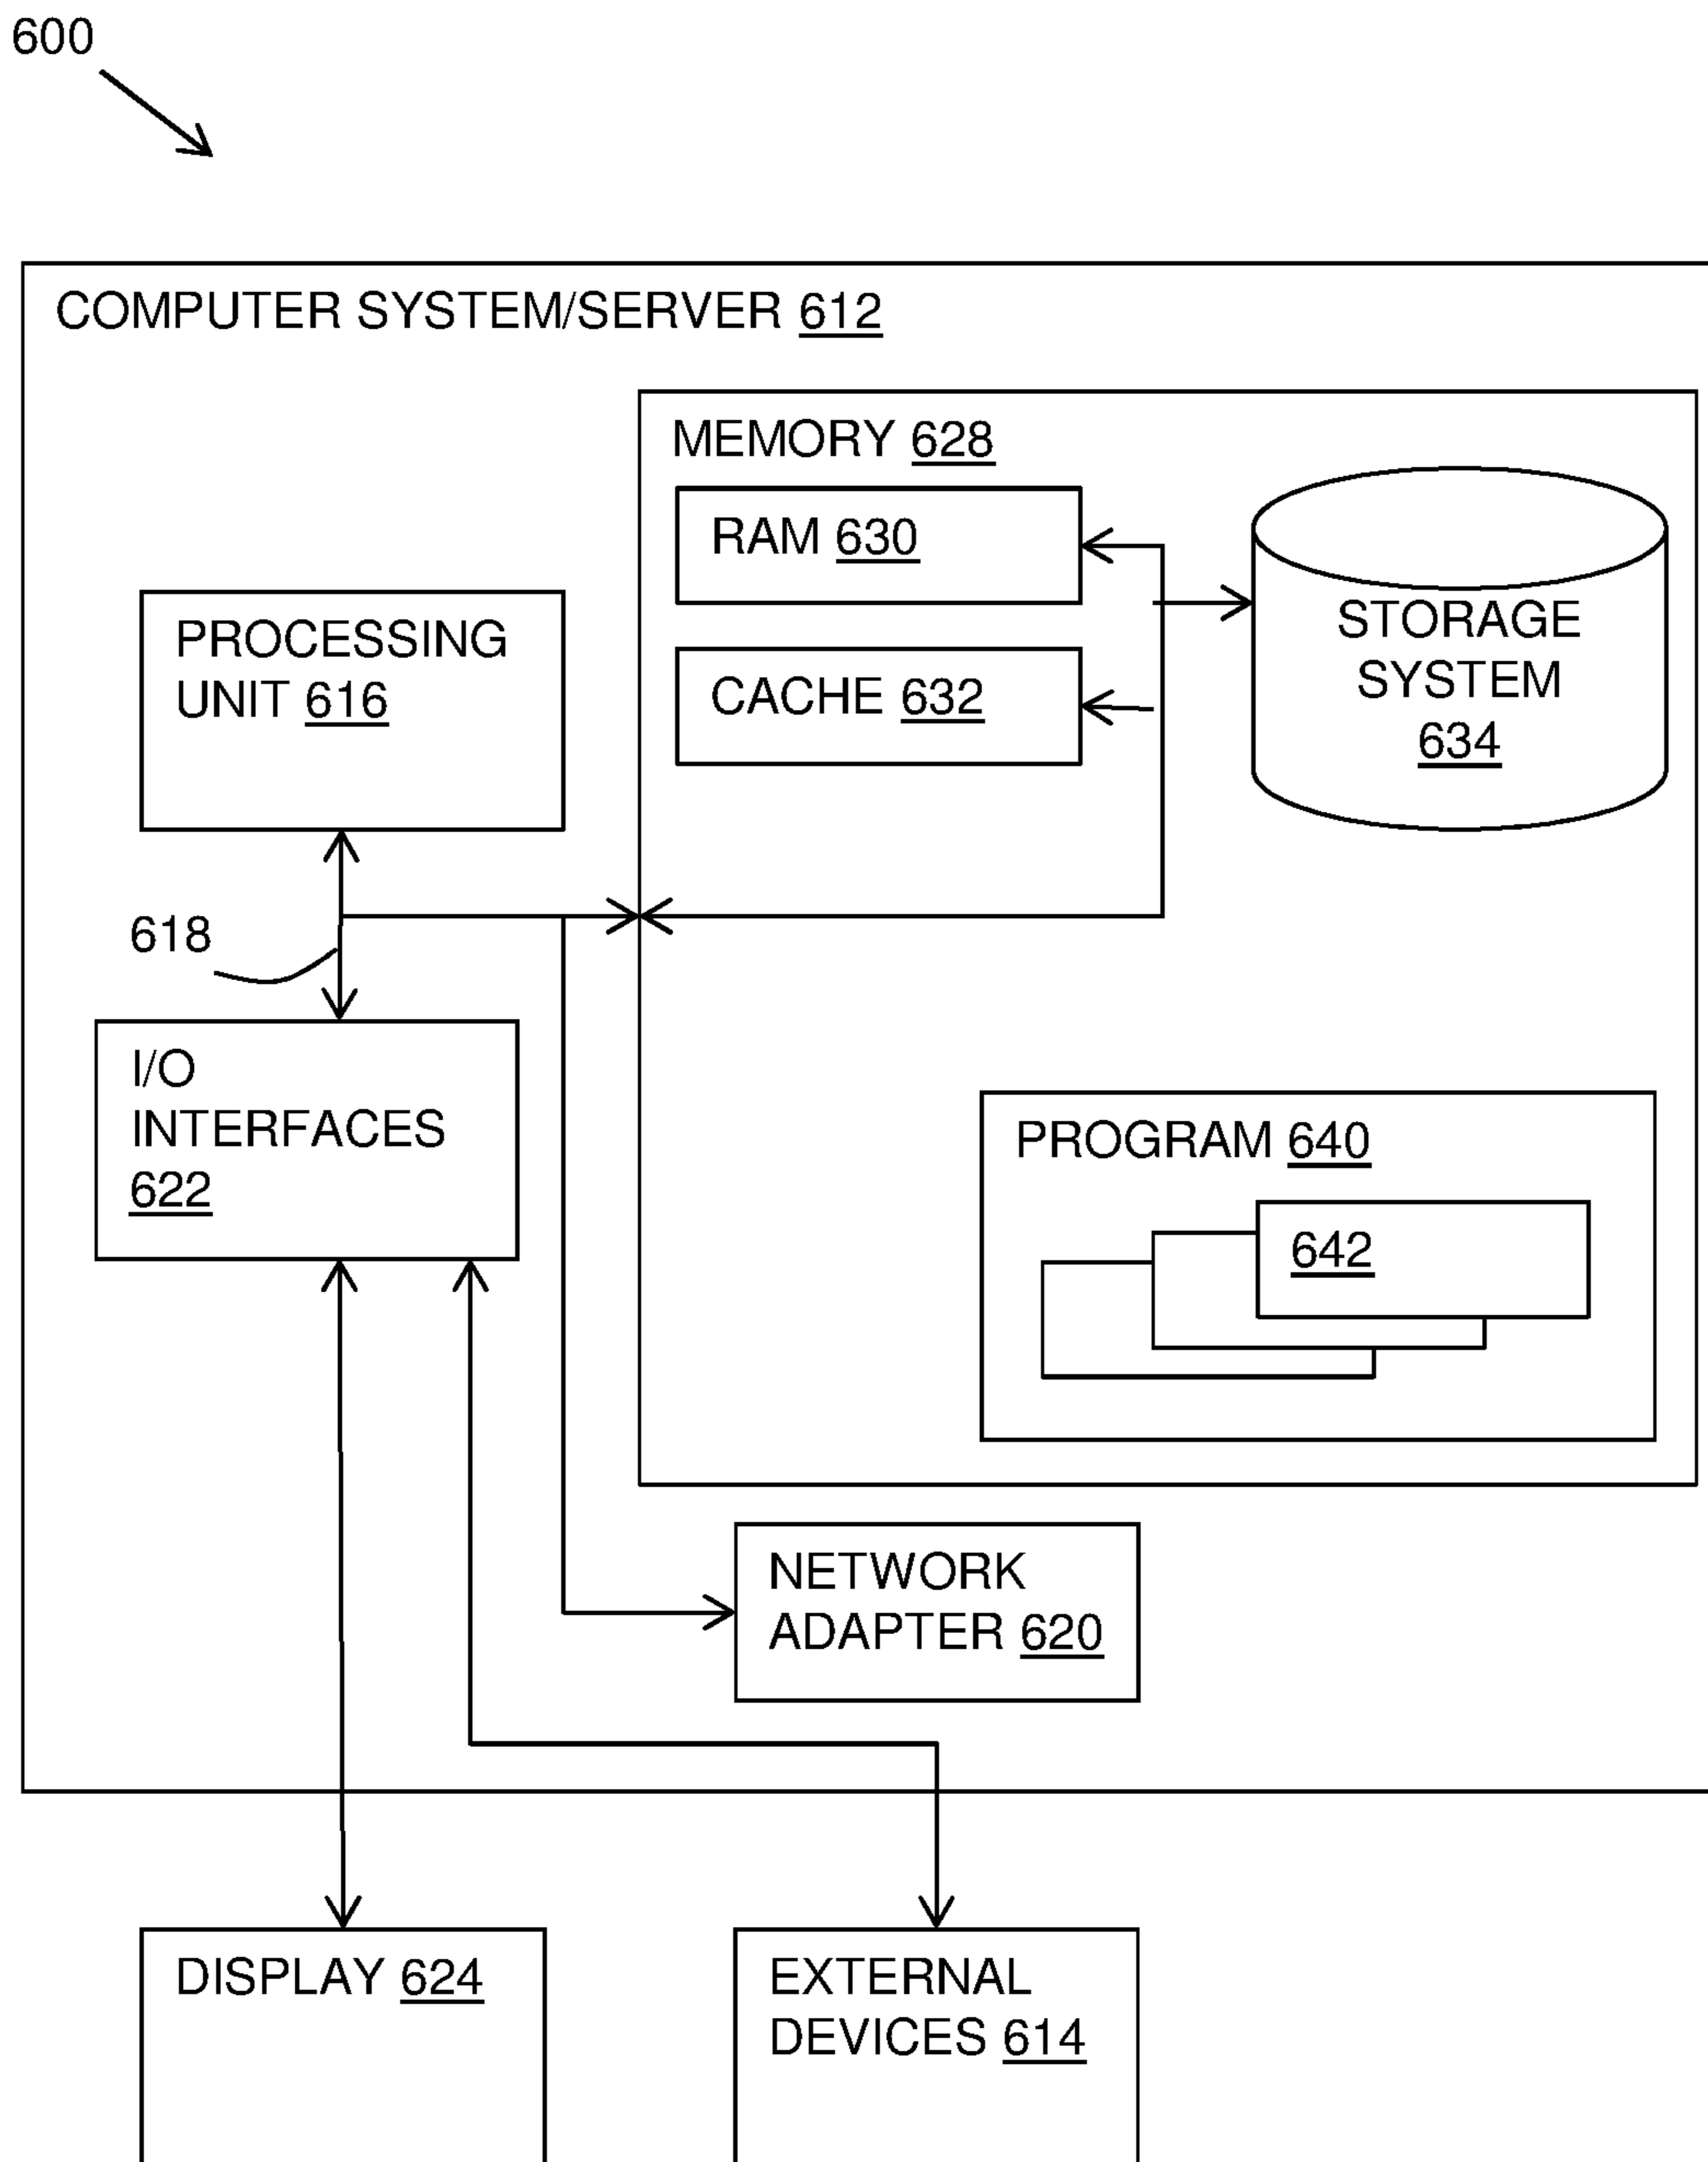 600
COMPUTER SYSTEM/SERVER 612
MEMORY 628
RAM 630
CACHE 632
STORAGE
SYSTEM
634
PROCESSING
UNIT 616
618
I/O
INTERFACES
622
PROGRAM 640
642
NETWORK
ADAPTER 620
DISPLAY 624
EXTERNAL
DEVICES 614